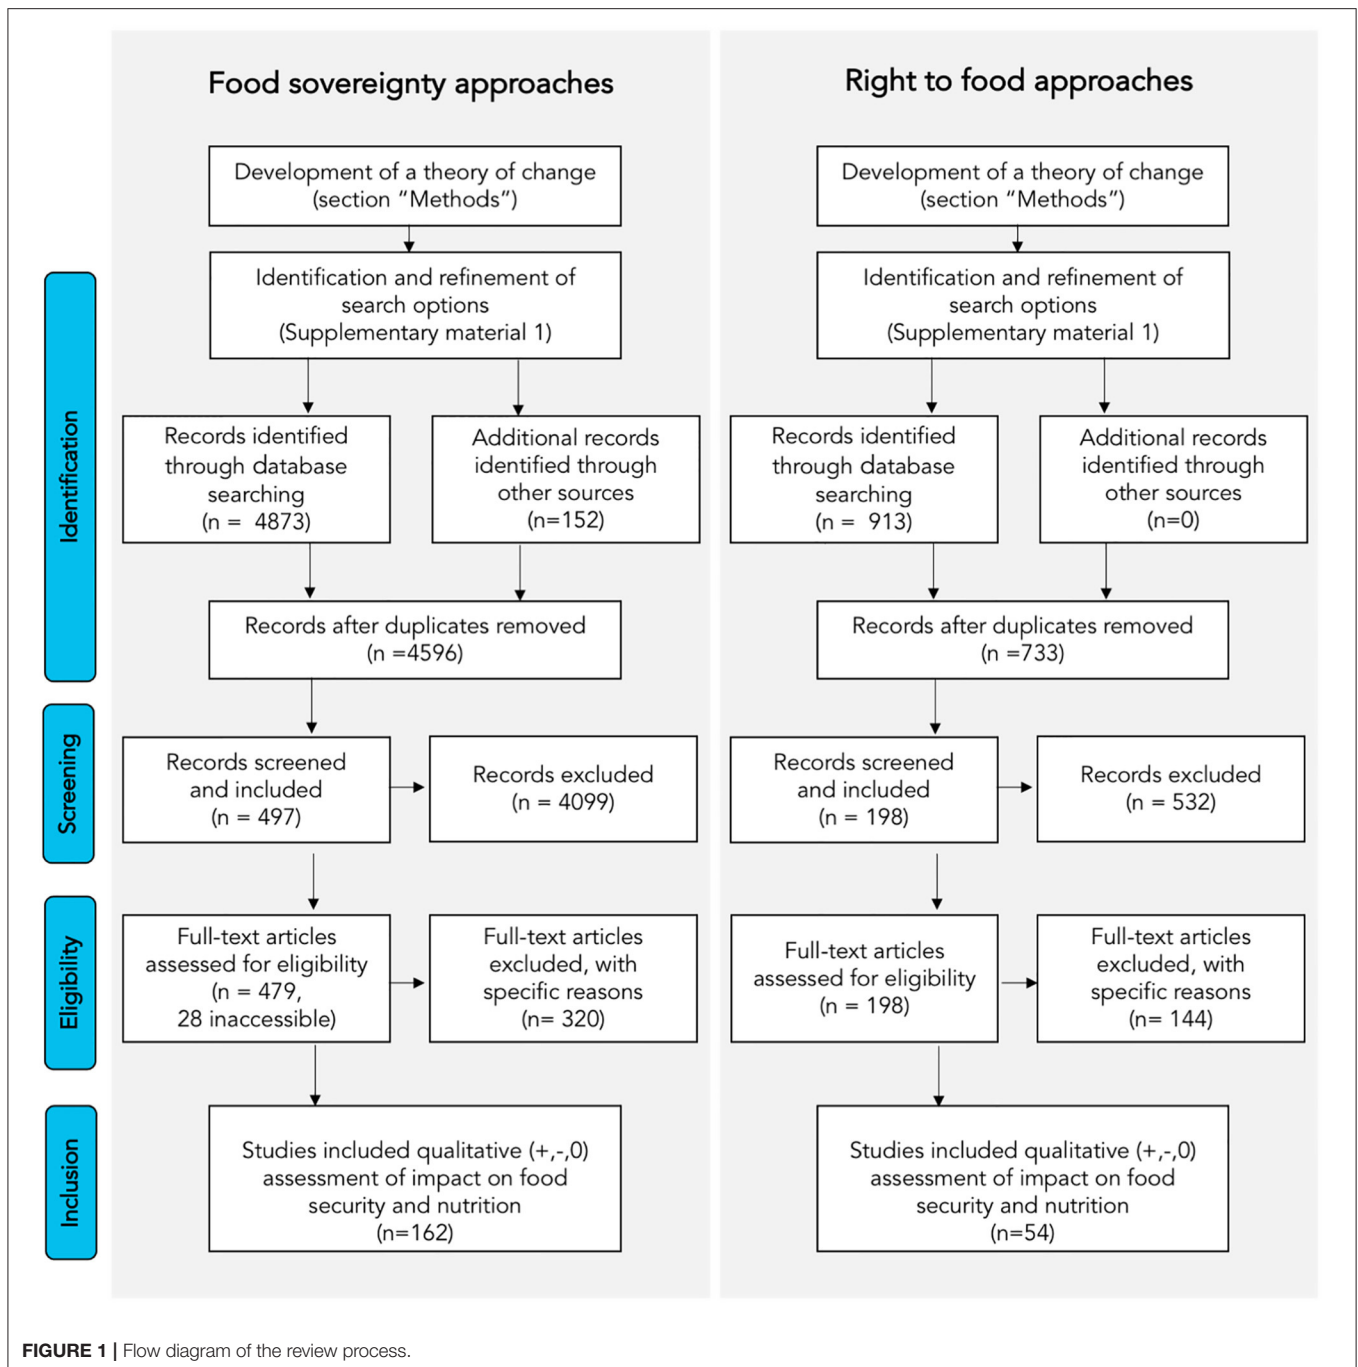 Food sovereignty approaches
Development of a theory of change
(section “Methods”)
Identification and refinement of
search options
(Supplementary material 1)
Records identified
through database
searching
(n = 4873)
Additional records
identified through
other sources
(n=152)
Records after duplicates removed
(n =4596)
Records screened
and included
(n = 497)
Records excluded
(n = 4099)
Full-text articles
assessed for eligibility
(n = 479,
28 inaccessible)
Full-text articles
excluded, with
specific reasons
(n= 320)
Studies included qualitative (+,-,0)
assessment of impact on food
security and nutrition
(n=162)
Right to food approaches
Development of a theory of change
(section “Methods”)
Identification and refinement of
search options
(Supplementary material 1)
Records identified
through database
searching
(n = 913)
Additional records
identified through
other sources
(n=0)
Records after duplicates removed
(n =733)
Records screened
and included
(n = 198)
Records excluded
(n = 532)
Full-text articles
assessed for eligibility
(n = 198)
Full-text articles
excluded, with
specific reasons
(n= 144)
Studies included qualitative (+,-,0)
assessment of impact on food
security and nutrition
(n=54)
Identification
Screening
Eligibility
Inclusion
FIGURE 1 | Flow diagram of the review process.